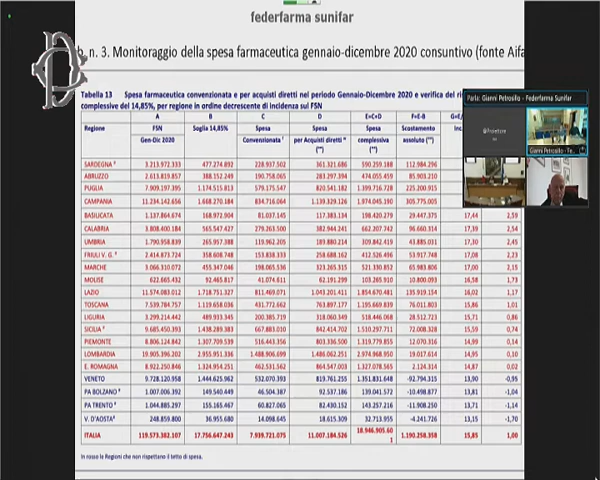 federfarma sunifar
b. n. 3. Monitoraggio della spesa farmaceutica gennaio-dicembre 2020 consuntivo (fonte Aifa
Tabella 13 Spesa farmaceutica convenzionata e per acquisti diretti nel periodo Gennaio-Dicembre 2020 e verifica del ri
complessive del 14,85%, per regione in ordine decrescente di incidenza sul FSN
Parla: Gianni Petrosillo - Federfarma Sunifar
A B C D E=C+D F=E-B G=E/
Regione FSN Gen-Dic 2020 Soglia 14,85% Spesa Convenzionata Spesa per Acquisti diretti Spesa complessiva (**) Scostamento assoluto (**) Inc.
SARDEGNA 3.213.972.333 477.274.892 228.937.502 361.321.686 590.259.188 112.984.296
ABRUZZO 2.613.819.857 388.152.249 190.758.065 283.297.394 474.055.459 85.903.210
PUGLIA 7.909.197.395 1.174.515.813 579.175.547 820.541.182 1.399.716.728 225.200.915
CAMPANIA 11.234.142.656 1.668.270.184 834.716.064 1.139.329.126 1.974.045.190 305.775.005
BASILICATA 1.137.864.674 168.972.904 81.037.145 117.383.134 198.420.279 29.447.375 17,44 2,59
CALABRIA 3.808.400.184 565.547.427 279.263.500 382.944.241 662.207.742 96.660.314 17,39 2,54
UMBRIA 1.790.958.839 265.957.388 119.962.205 189.880.214 309.842.419 43.885.031 17,30 2,45
FRIULI V. G. 2.414.873.724 358.608.748 153.838.333 258.688.162 412.526.496 53.917.748 17,08 2,23
MARCHE 3.066.310.072 455.347.046 198.065.536 323.265.315 521.330.852 65.983.806 17,00 2,15
MOLISE 622.665.432 92.465.817 41.074.611 62.191.299 103.265.910 10.800.093 16,58 1,73
LAZIO 11.574.083.012 1.718.751.327 811.469.071 1.043.201.411 1.854.670.481 135.919.154 16,02 1,17
TOSCANA 7.539.784.757 1.119.658.036 431.772.662 763.897.177 1.195.669.839 76.011.803 15,86 1,01
LIGURIA 3.299.214.442 489.933.345 200.385.719 318.060.349 518.446.068 28.512.723 15,71 0,86
SICILIA 9.685.450.393 1.438.289.383 667.883.010 842.414.702 1.510.297.711 72.008.328 15,59 0,74
PIEMONTE 8.806.124.842 1.307.709.539 516.443.356 803.336.500 1.319.779.855 12.070.316 14,99 0,14
LOMBARDIA 19.905.396.202 2.955.951.336 1.488.906.699 1.486.062.251 2.974.968.950 19.017.614 14,95 0,10
E. ROMAGNA 8.922.250.846 1.324.954.251 462.531.562 864.547.003 1.327.078.565 2.124.314 14,87 0,02
VENETO 9.728.120.958 1.444.625.962 532.070.393 819.761.255 1.351.831.648 -92.794.315 13,90 -0,95
PA BOLZANO 1.007.006.392 149.540.449 46.504.387 92.537.186 139.041.572 -10.498.877 13,81 -1,04
PA TRENTO 1.044.885.297 155.165.467 60.827.065 82.430.152 143.257.216 -11.908.250 13,71 -1,14
V. D'AOSTA 248.859.800 36.955.680 14.098.645 18.615.309 32.713.955 -4.241.726 13,15 -1,70
ITALIA 119.573.382.107 17.756.647.243 7.939.721.075 11.007.184.526 18.946.905.601 1.190.258.358 15,85 1,00
In rosso le Regioni che non rispettano il tetto di spesa.